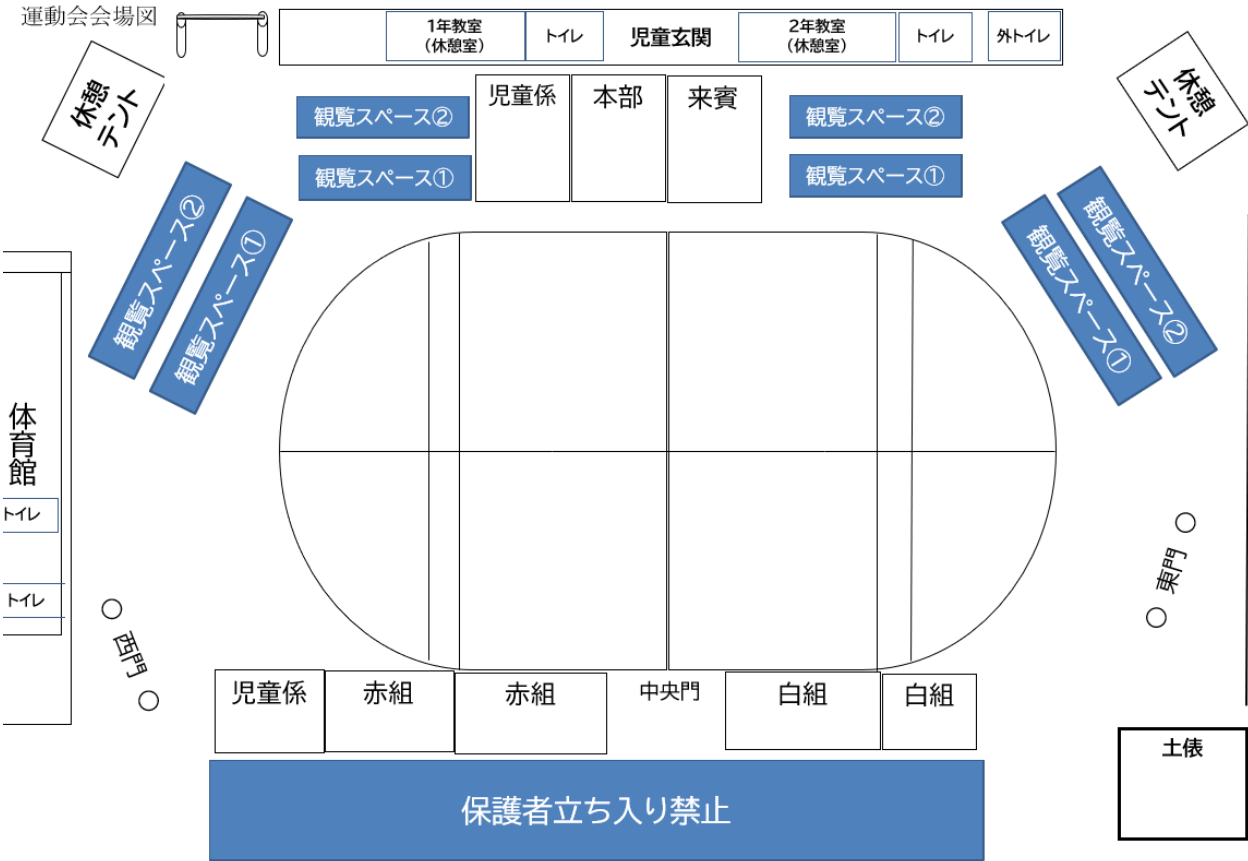 運動会会場図
1年教室
（休憩室）
トイレ
児童玄関
2年教室
（休憩室）
トイレ
外トイレ
休憩
テント
観覧スペース②
観覧スペース①
児童係
本部
来賓
観覧スペース②
観覧スペース①
休憩
テント
観覧スペース②
観覧スペース①
観覧スペース①
観覧スペース②
体育館
トイレ
トイレ
西門
東門
児童係
赤組
赤組
中央門
白組
白組
土俵
保護者立ち入り禁止